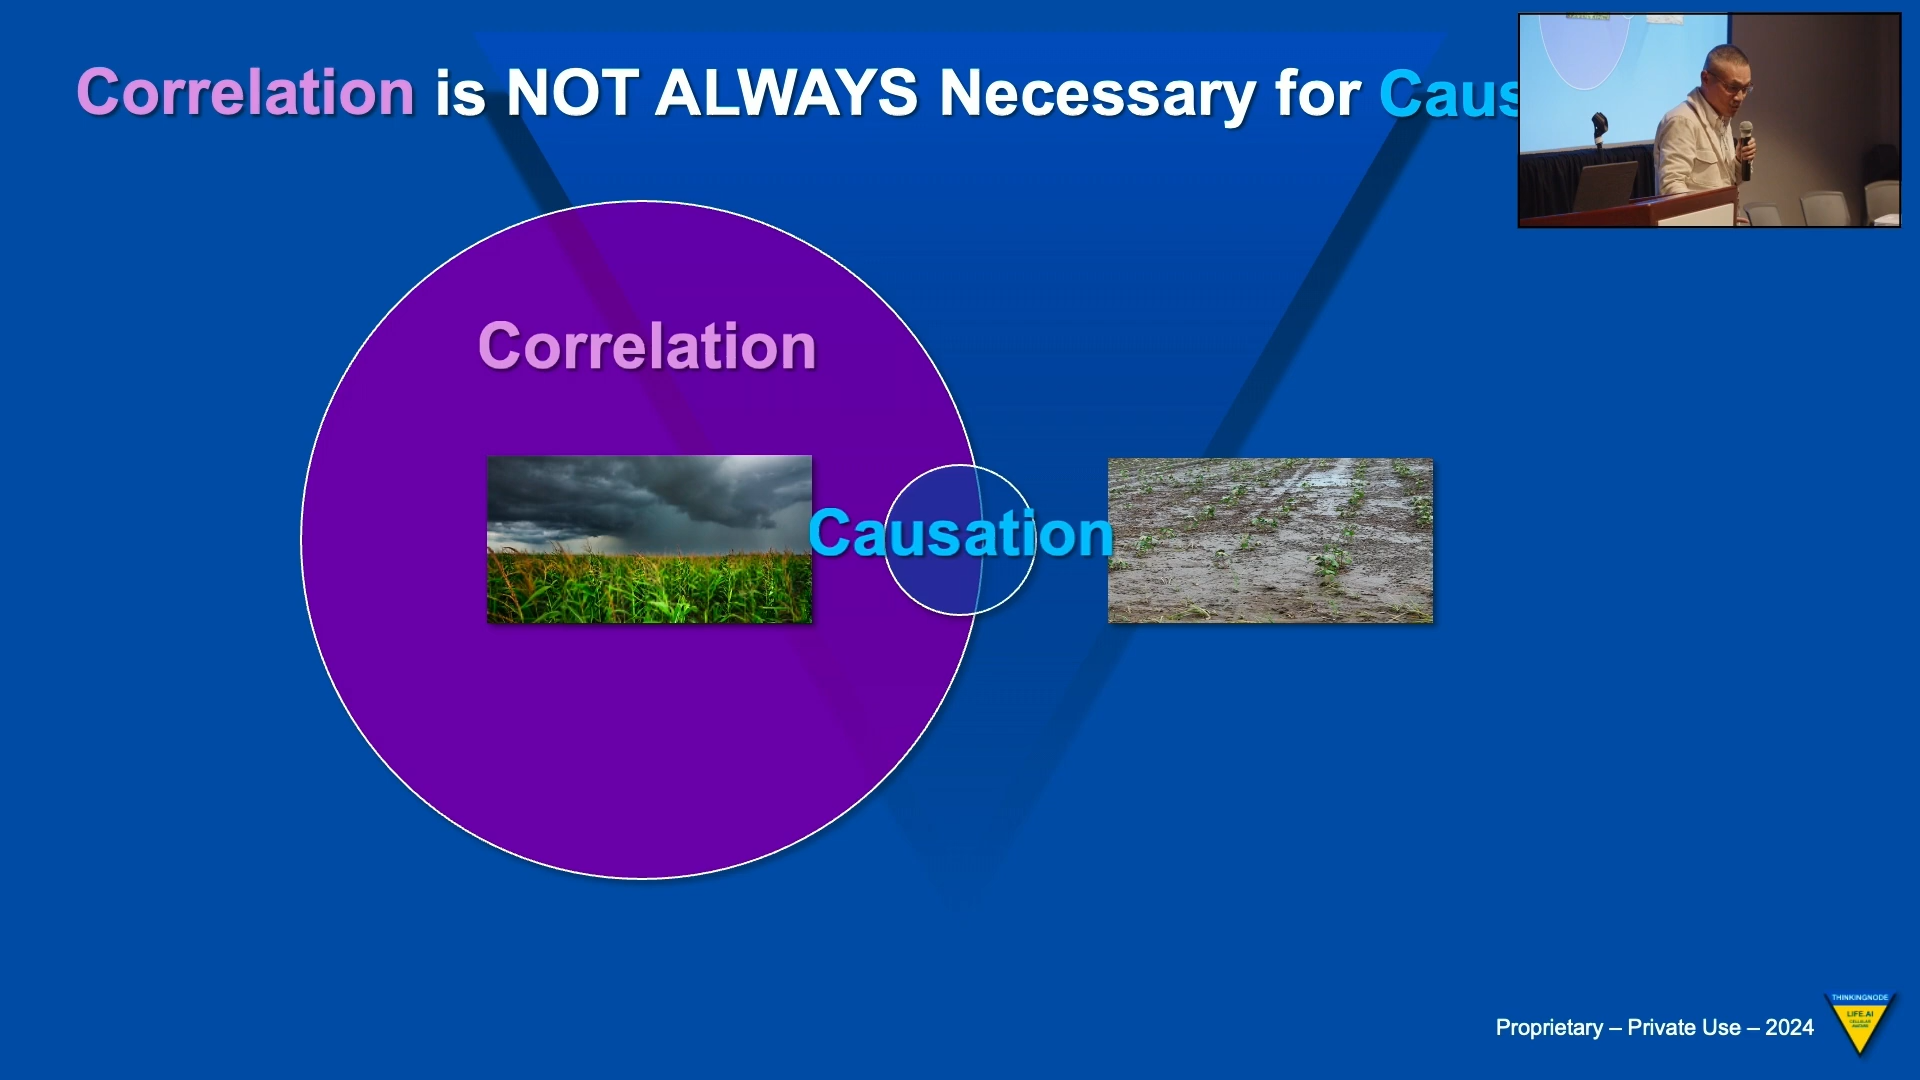 Correlation is NOT ALWAYS Necessary for Caus
Correlation
Causation
Proprietary – Private Use – 2024
THINKINGNODE
LIFE.AI